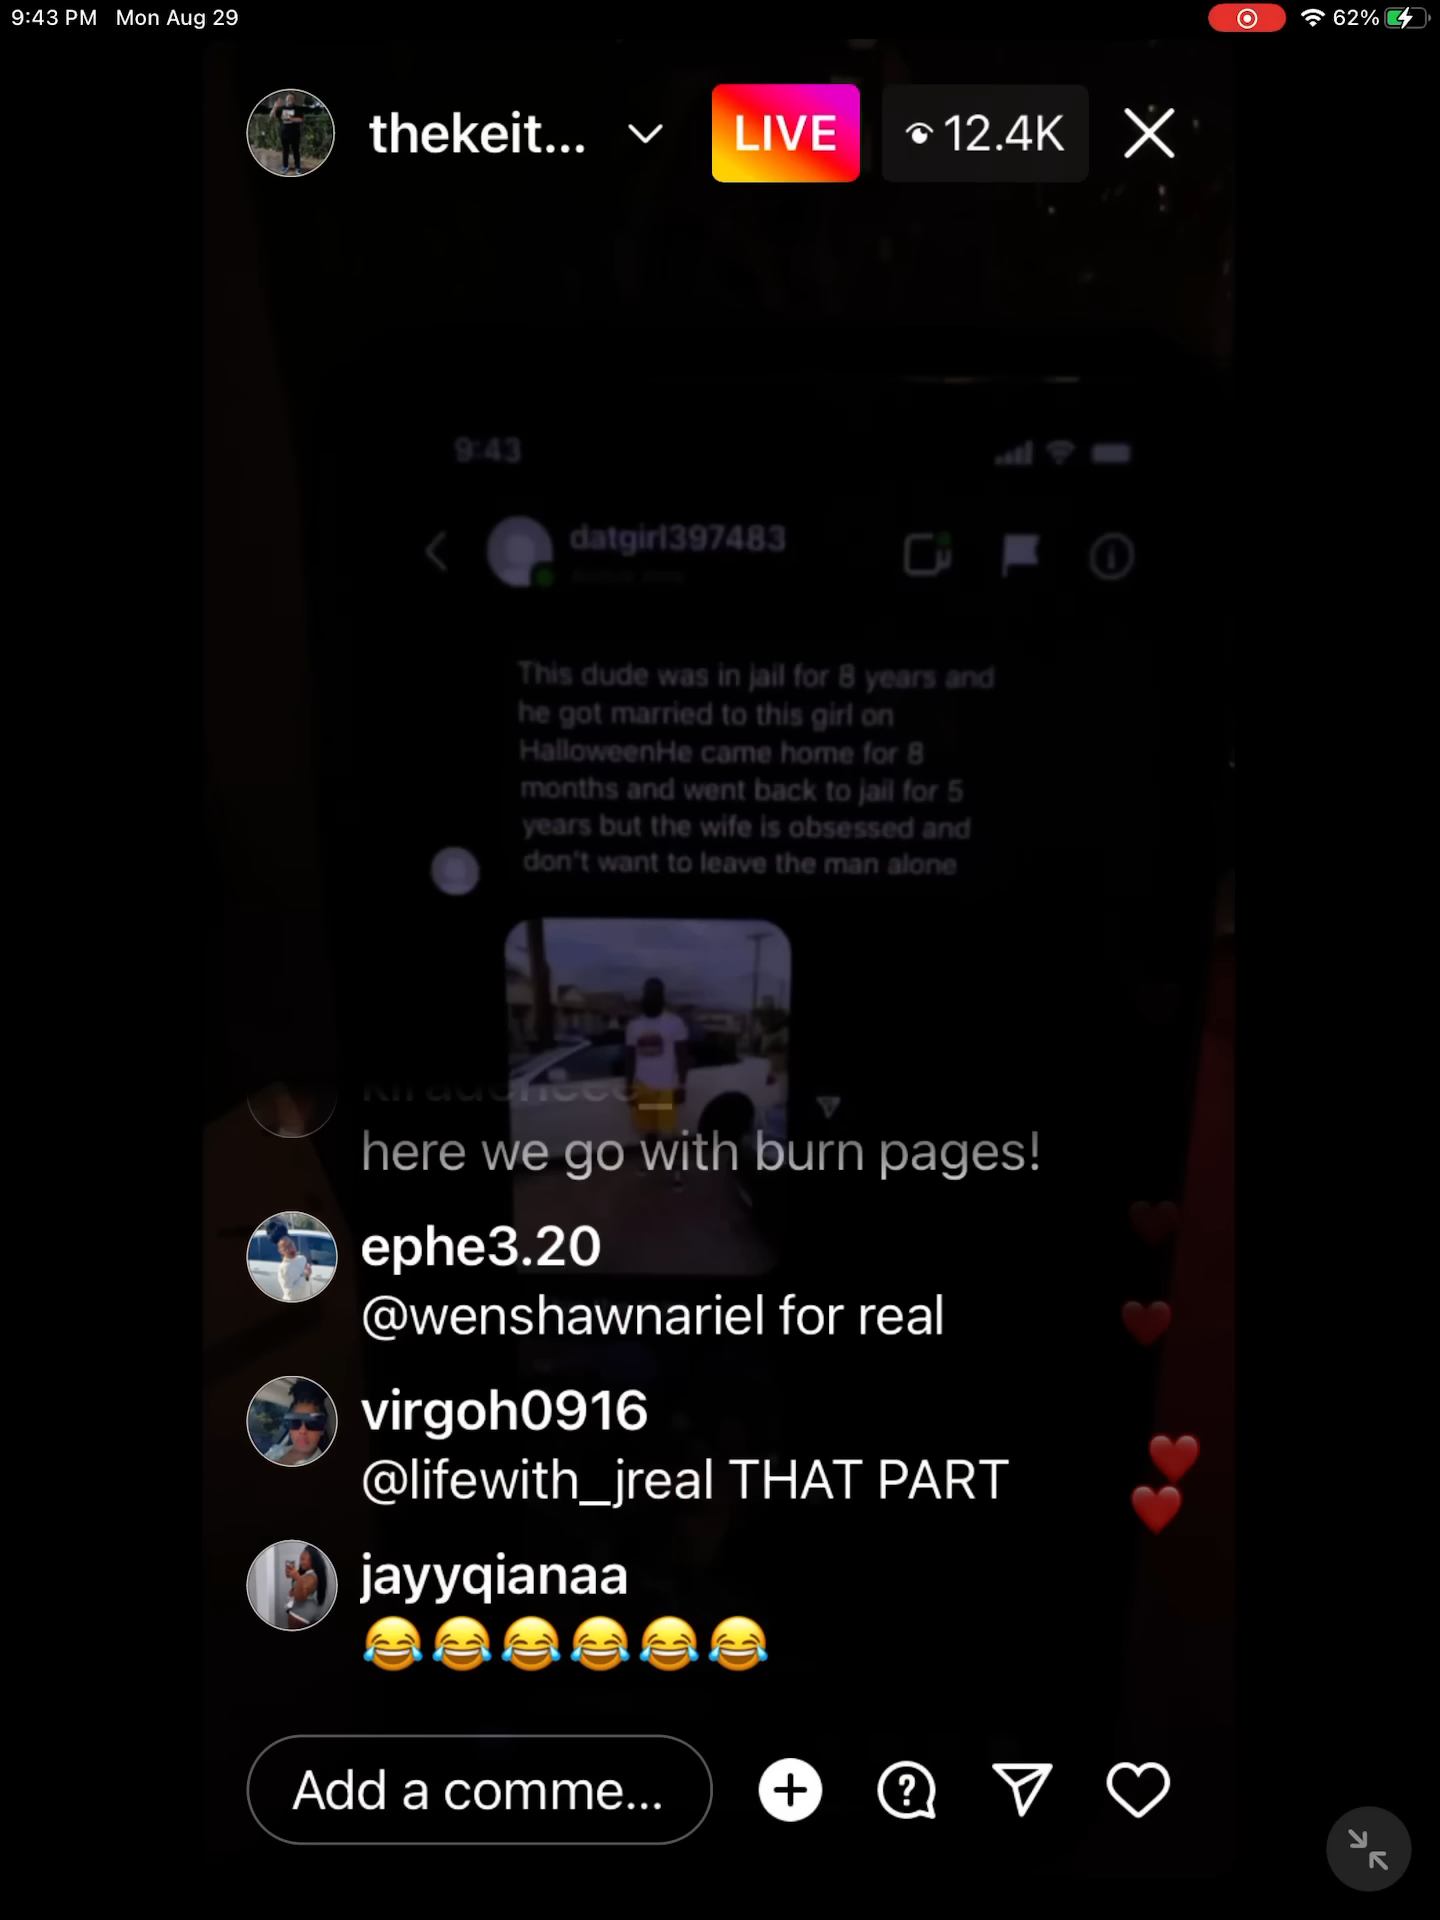 9:43 PM Mon Aug 29
62%
thekeit...
LIVE
12.4K
9:43
datgirl397483
This dude was in jail for 8 years and
he got married to this girl on
HalloweenHe came home for 8
months and went back to jail for 5
years but the wife is obsessed and
don't want to leave the man alone
here we go with burn pages!
ephe3.20
@wenshawnariel for real
virgoh0916
@lifewith_jreal THAT PART
jayyqianaa
😂😂😂😂😂😂
Add a comme...